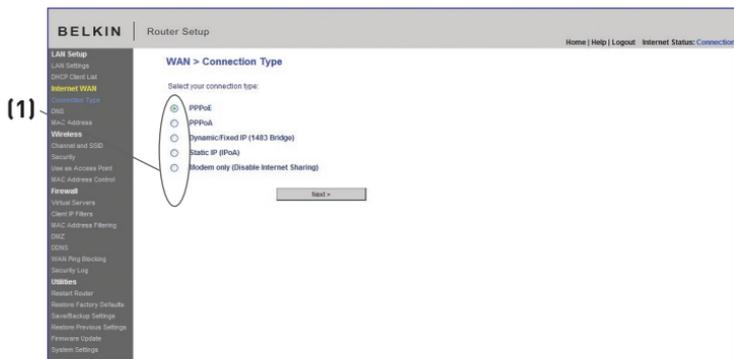 BELKIN | Router Setup
Home | Help | Logout Internet Status: Connection
LAN Setup
LAN Settings
DHCP Client List
Internet WAN
Connection Type
DNS
MAC Address
Wireless
Channel and SSID
Security
Use as Access Point
MAC Address Control
Firewall
Virtual Servers
Client IP Filters
MAC Address Filtering
DMZ
DDNS
WAN Ping Blocking
Security Log
Utilities
Restart Router
Restore Factory Defaults
Save/Backup Settings
Restore Previous Settings
Firmware Update
System Settings
(1)
WAN > Connection Type
Select your connection type:
PPPoE
PPPoA
Dynamic/Fixed IP (1483 Bridge)
Static IP (IPoA)
Modem only (Disable Internet Sharing)
Next >